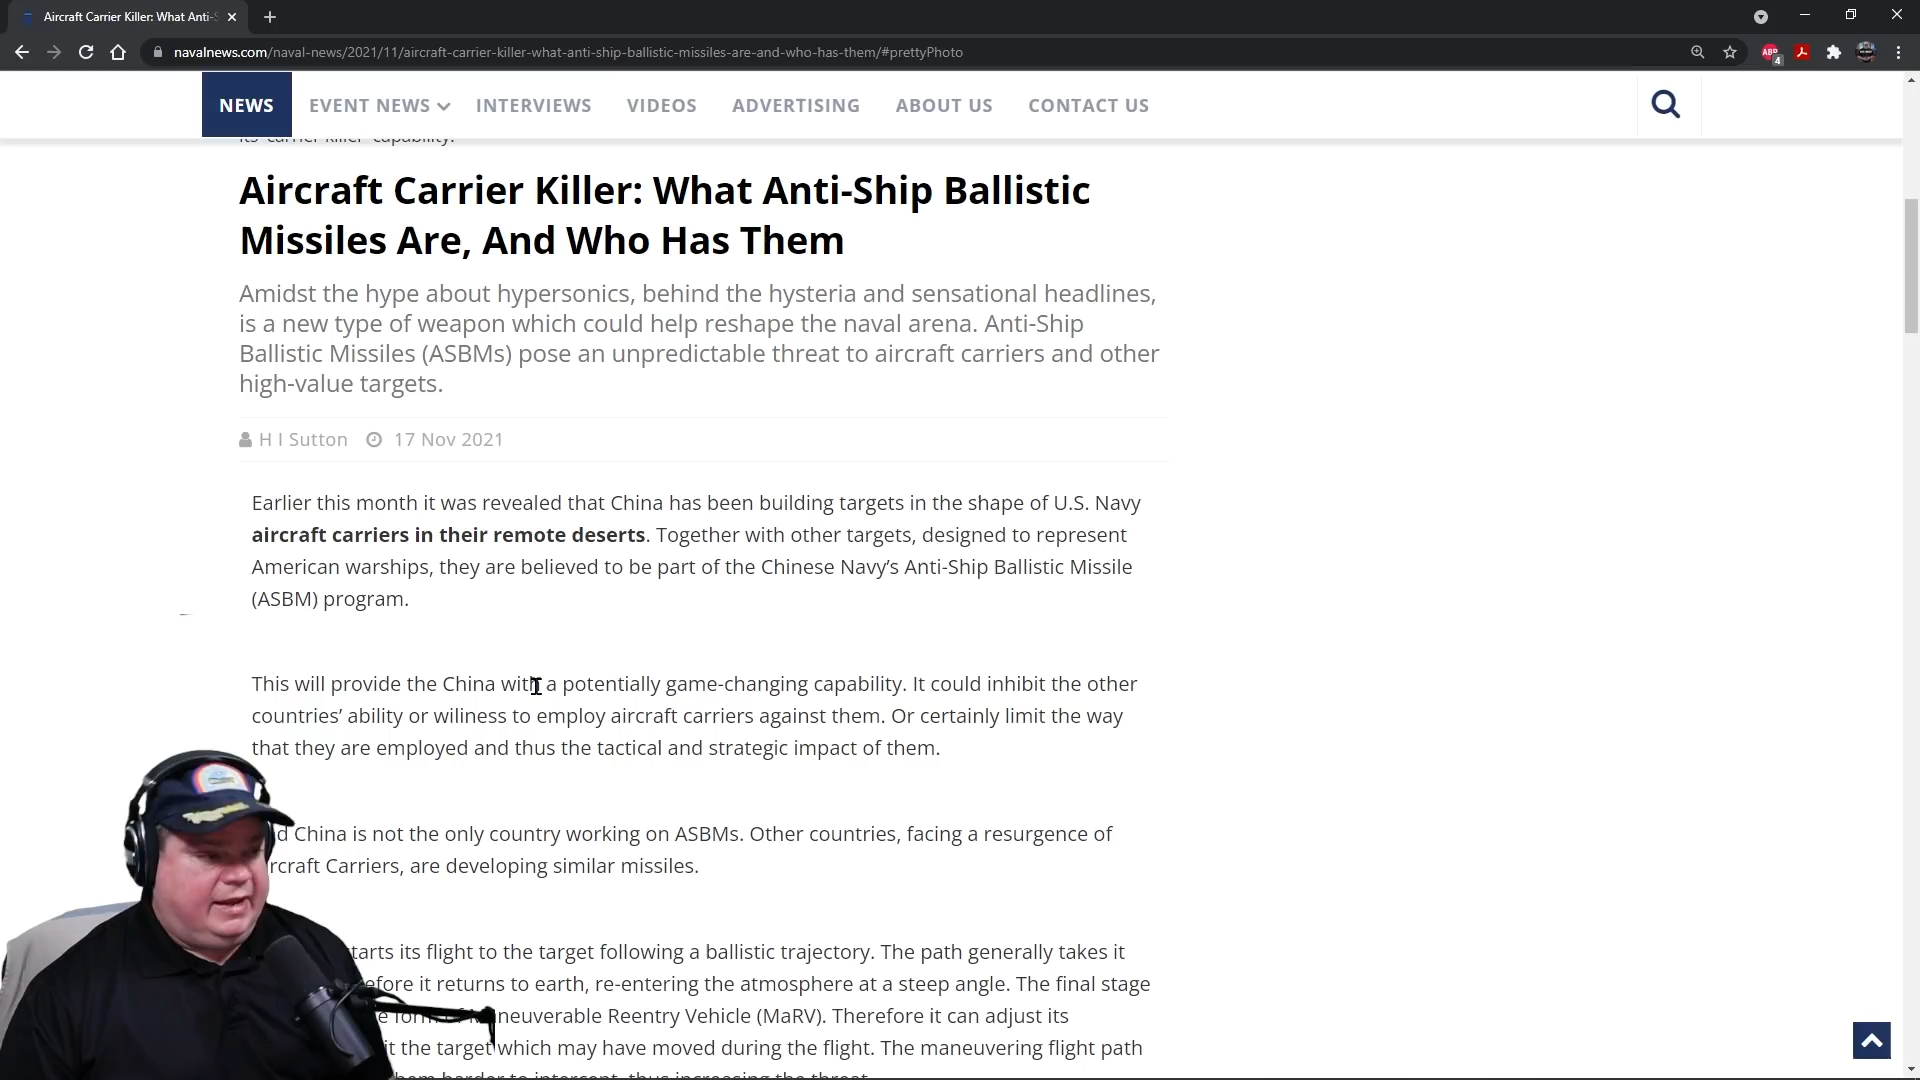 Aircraft Carrier Killer: What Anti-S
navalnews.com/naval-news/2021/11/aircraft-carrier-killer-what-anti-ship-ballistic-missiles-are-and-who-has-them/#prettyPhoto
ABP
4
NEWS EVENT NEWS INTERVIEWS VIDEOS ADVERTISING ABOUT US CONTACT US
its 'carrier killer' capability.
Aircraft Carrier Killer: What Anti-Ship Ballistic
Missiles Are, And Who Has Them
Amidst the hype about hypersonics, behind the hysteria and sensational headlines,
is a new type of weapon which could help reshape the naval arena. Anti-Ship
Ballistic Missiles (ASBMs) pose an unpredictable threat to aircraft carriers and other
high-value targets.
H I Sutton 17 Nov 2021
Earlier this month it was revealed that China has been building targets in the shape of U.S. Navy
aircraft carriers in their remote deserts. Together with other targets, designed to represent
American warships, they are believed to be part of the Chinese Navy’s Anti-Ship Ballistic Missile
(ASBM) program.
This will provide the China with a potentially game-changing capability. It could inhibit the other
countries’ ability or wiliness to employ aircraft carriers against them. Or certainly limit the way
that they are employed and thus the tactical and strategic impact of them.
d China is not the only country working on ASBMs. Other countries, facing a resurgence of
rcraft Carriers, are developing similar missiles.
tarts its flight to the target following a ballistic trajectory. The path generally takes it
efore it returns to earth, re-entering the atmosphere at a steep angle. The final stage
e form of Maneuverable Reentry Vehicle (MaRV). Therefore it can adjust its
it the target which may have moved during the flight. The maneuvering flight path
hem harder to intercept, thus increasing the threat.